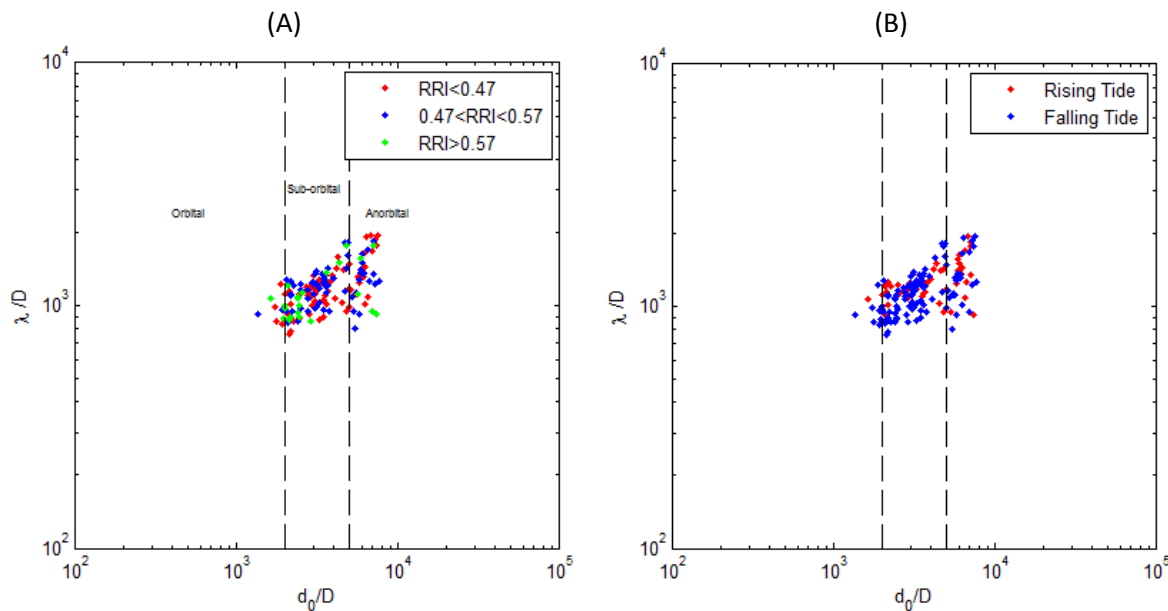 (A)
(B)
10^4
RRI<0.47
0.47<RRI<0.57
RRI>0.57
Sub-orbital
Orbital
Anorbital
λ/D
10^3
10^2
10^2
10^3
10^4
10^5
d_0/D
10^4
Rising Tide
Falling Tide
λ/D
10^3
10^2
10^2
10^3
10^4
10^5
d_0/D